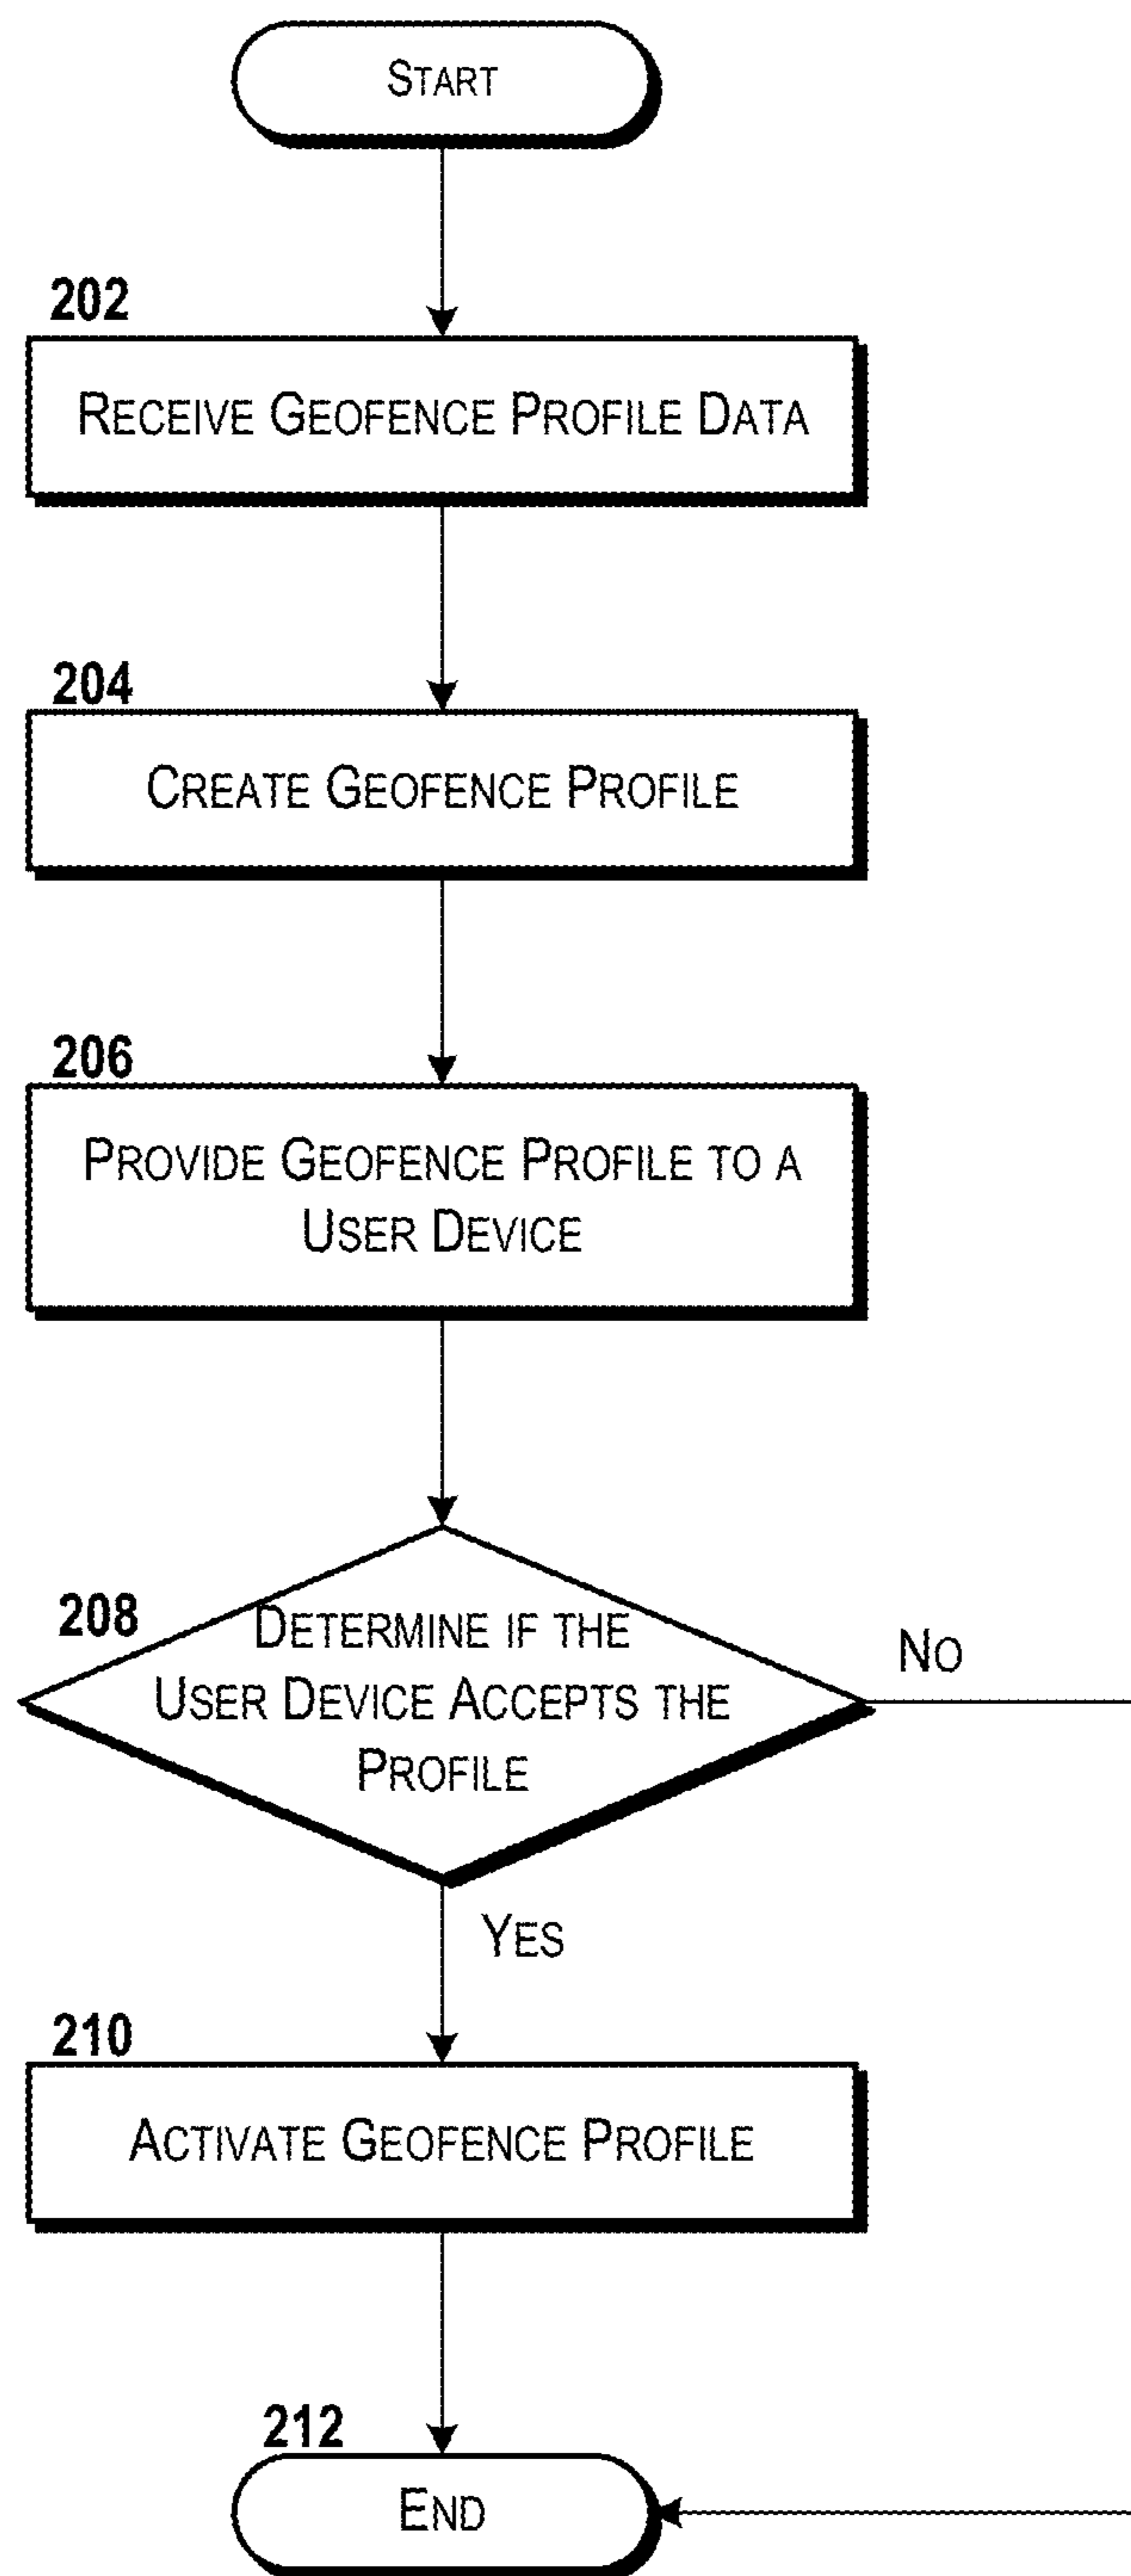 START
202
RECEIVE GEOFENCE PROFILE DATA
204
CREATE GEOFENCE PROFILE
206
PROVIDE GEOFENCE PROFILE TO A
USER DEVICE
208
DETERMINE IF THE
USER DEVICE ACCEPTS THE
PROFILE
NO
YES
210
ACTIVATE GEOFENCE PROFILE
212
END